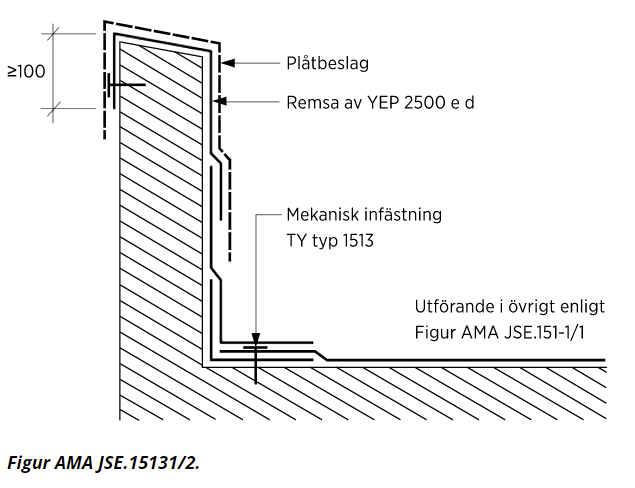 ≥100
Plåtbeslag
Remsa av YEP 2500 e d
Mekanisk infästning
TY typ 1513
Utförande i övrigt enligt
Figur AMA JSE.151-1/1
Figur AMA JSE.15131/2.